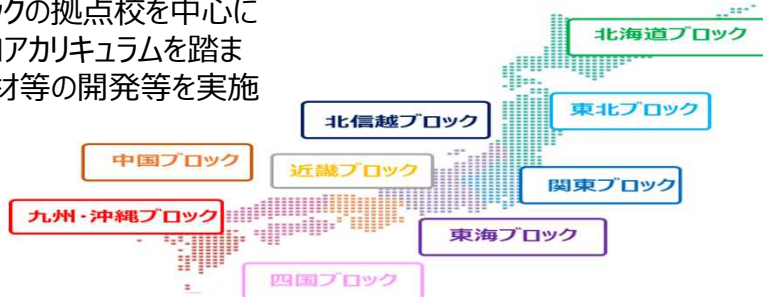 ックの拠点校を中心に
コアカリキュラムを踏ま
材等の開発等を実施
北海道ブロック
東北ブロック
北信越ブロック
中国ブロック
近畿ブロック
関東ブロック
九州・沖縄ブロック
東海ブロック
四国ブロック